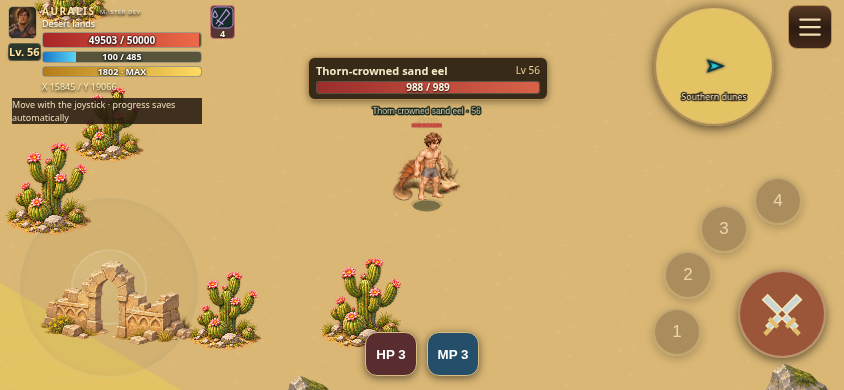 AURALIS MASTER DEV
Desert lands
49503 / 50000
Lv. 56
100 / 485
1802 - MAX
X 15845 / Y 19066
Move with the joystick · progress saves
automatically
4
Thorn-crowned sand eel Lv 56
988 / 989
Thorn-crowned sand eel · 56
Southern dunes
4
3
2
1
HP 3
MP 3